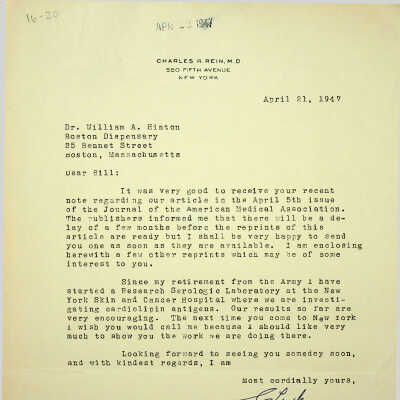 16-20
APR 22 1947
CHARLES R. REIN, M.D.
580 FIFTH AVENUE
NEW YORK
April 21, 1947
Dr. William A. Hinton
Boston Dispensary
25 Bennet Street
Boston, Massachusetts
Dear Bill:
It was very good to receive your recent
note regarding our article in the April 5th issue
of the Journal of the American Medical Association.
The publishers informed me that there will be a de-
lay of a few months before the reprints of this
article are ready but I shall be very happy to send
you one as soon as they are available. I am enclosing
herewith a few other reprints which may be of some
interest to you.
Since my retirement from the Army I have
started a Research Serologic Laboratory at the New
York Skin and Cancer Hospital where we are investi-
gating cardiolipin antigens. Our results so far are
very encouraging. The next time you come to New York
I wish you would call me because I should like very
much to show you the work we are doing there.
Looking forward to seeing you someday soon,
and with kindest regards, I am
Most cordially yours,